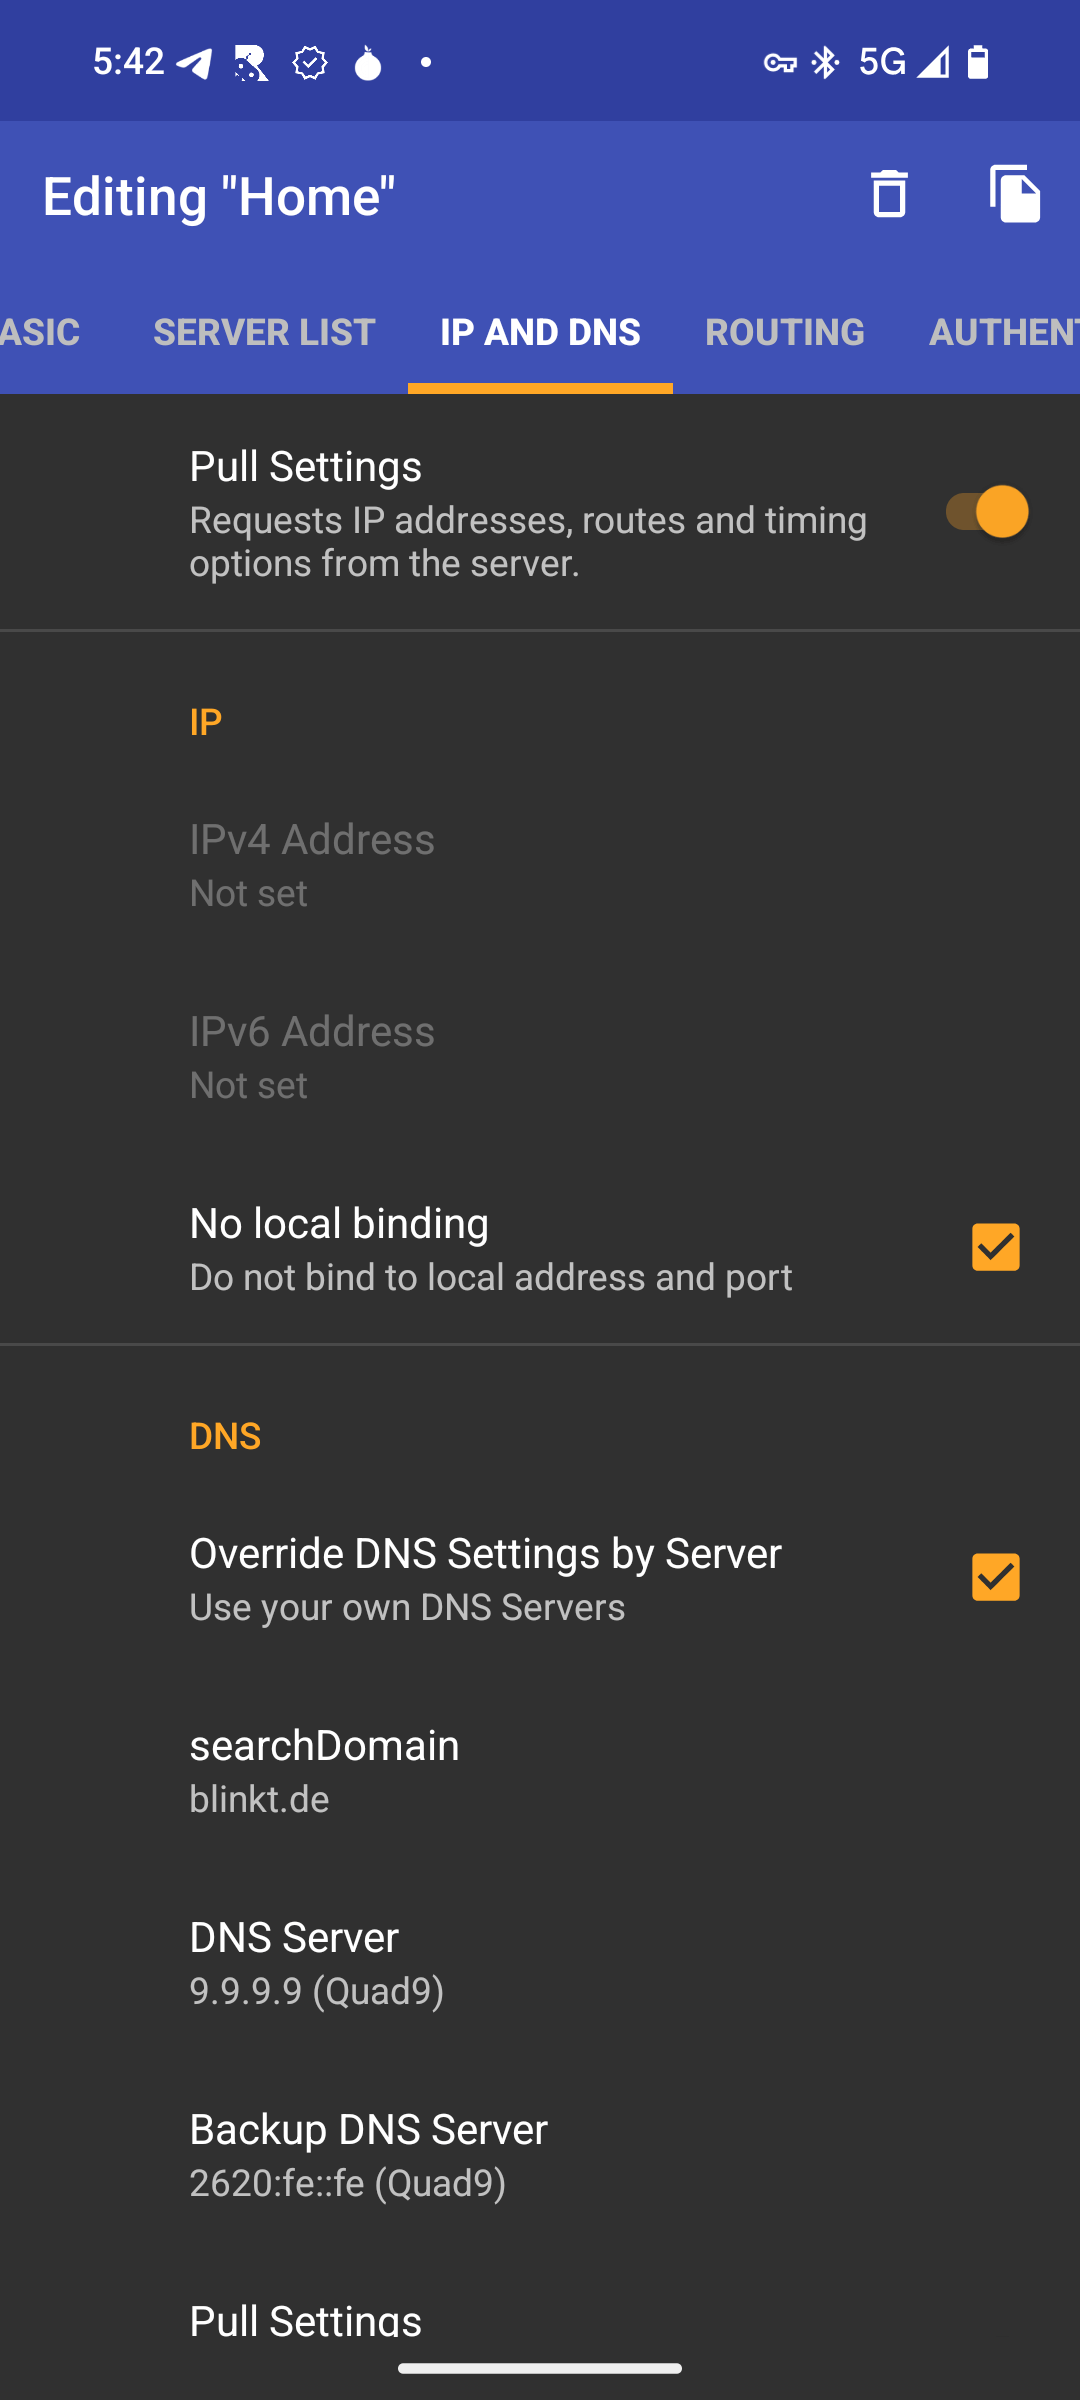 5:42
5G
Editing "Home"
ASIC SERVER LIST IP AND DNS ROUTING AUTHENT
Pull Settings
Requests IP addresses, routes and timing
options from the server.
IP
IPv4 Address
Not set
IPv6 Address
Not set
No local binding
Do not bind to local address and port
DNS
Override DNS Settings by Server
Use your own DNS Servers
searchDomain
blinkt.de
DNS Server
9.9.9.9 (Quad9)
Backup DNS Server
2620:fe::fe (Quad9)
Pull Settings